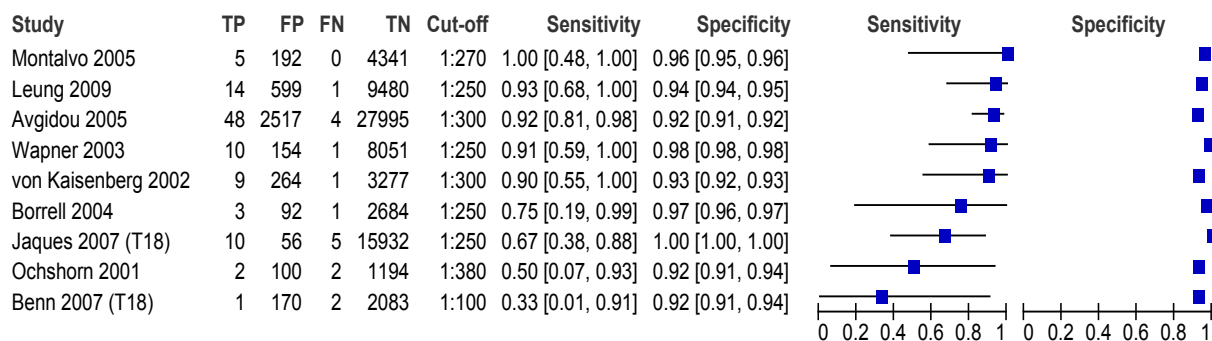 Study TP FP FN TN Cut-off Sensitivity Specificity Sensitivity Specificity
Montalvo 2005 5 192 0 4341 1:270 1.00 [0.48, 1.00] 0.96 [0.95, 0.96]
Leung 2009 14 599 1 9480 1:250 0.93 [0.68, 1.00] 0.94 [0.94, 0.95]
Avgidou 2005 48 2517 4 27995 1:300 0.92 [0.81, 0.98] 0.92 [0.91, 0.92]
Wapner 2003 10 154 1 8051 1:250 0.91 [0.59, 1.00] 0.98 [0.98, 0.98]
von Kaisenberg 2002 9 264 1 3277 1:300 0.90 [0.55, 1.00] 0.93 [0.92, 0.93]
Borrell 2004 3 92 1 2684 1:250 0.75 [0.19, 0.99] 0.97 [0.96, 0.97]
Jaques 2007 (T18) 10 56 5 15932 1:250 0.67 [0.38, 0.88] 1.00 [1.00, 1.00]
Ochshorn 2001 2 100 2 1194 1:380 0.50 [0.07, 0.93] 0.92 [0.91, 0.94]
Benn 2007 (T18) 1 170 2 2083 1:100 0.33 [0.01, 0.91] 0.92 [0.91, 0.94]
0 0.2 0.4 0.6 0.8 1 0 0.2 0.4 0.6 0.8 1